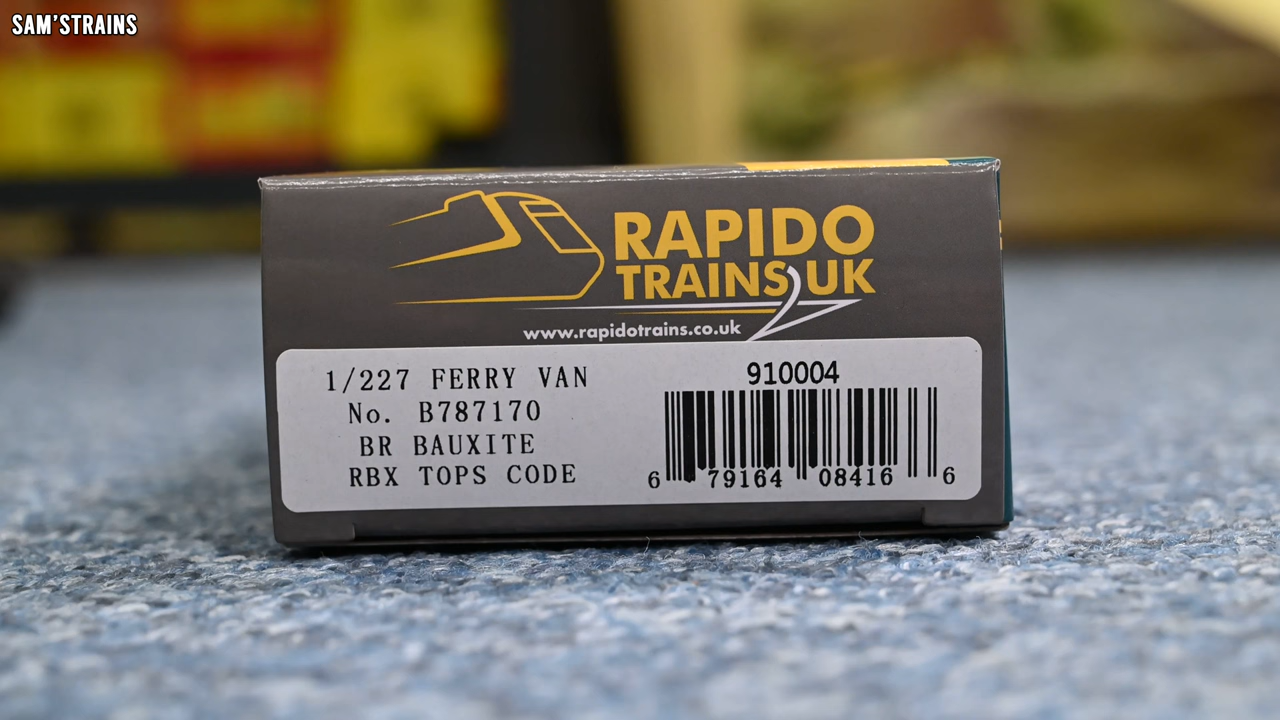 SAM'STRAINS
RAPIDO
TRAINS UK
www.rapidotrains.co.uk
1/227 FERRY VAN
No. B787170
BR BAUXITE
RBX TOPS CODE
910004
6 79164 08416 6